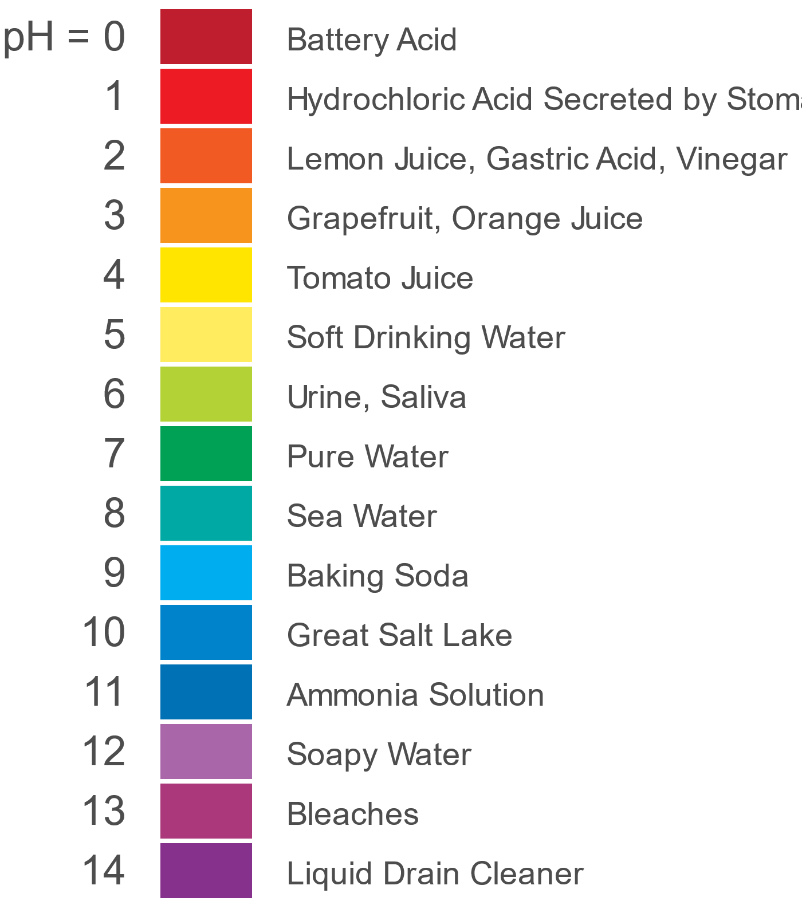 pH = 0 Battery Acid
1 Hydrochloric Acid Secreted by
2 Lemon Juice, Gastric Acid, Vinegar
3 Grapefruit, Orange Juice
4 Tomato Juice
5 Soft Drinking Water
6 Urine, Saliva
7 Pure Water
8 Sea Water
9 Baking Soda
10 Great Salt Lake
11 Ammonia Solution
12 Soapy Water
13 Bleaches
14 Liquid Drain Cleaner